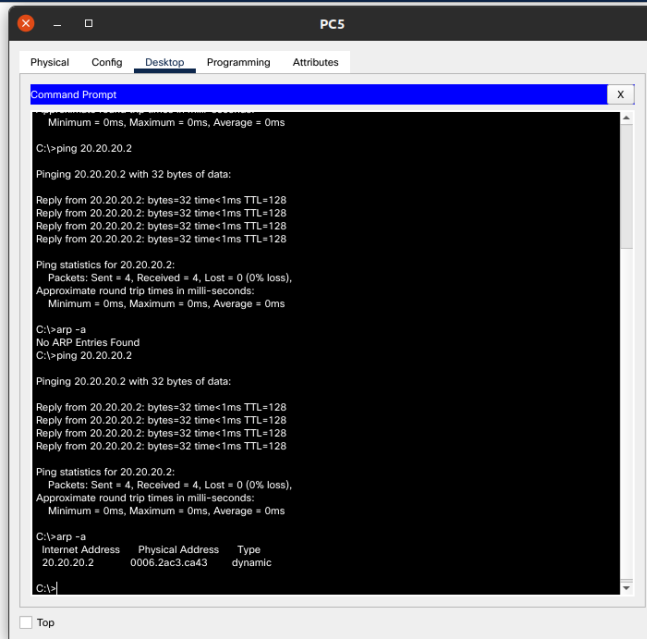 PC5
Physical Config Desktop Programming Attributes
Command Prompt
X
Minimum = 0ms, Maximum = 0ms, Average = 0ms
C:\>ping 20.20.20.2
Pinging 20.20.20.2 with 32 bytes of data:
Reply from 20.20.20.2: bytes=32 time<1ms TTL=128
Reply from 20.20.20.2: bytes=32 time<1ms TTL=128
Reply from 20.20.20.2: bytes=32 time<1ms TTL=128
Reply from 20.20.20.2: bytes=32 time<1ms TTL=128
Ping statistics for 20.20.20.2:
Packets: Sent = 4, Received = 4, Lost = 0 (0% loss),
Approximate round trip times in milli-seconds:
Minimum = 0ms, Maximum = 0ms, Average = 0ms
C:\>arp -a
No ARP Entries Found
C:\>ping 20.20.20.2
Pinging 20.20.20.2 with 32 bytes of data:
Reply from 20.20.20.2: bytes=32 time<1ms TTL=128
Reply from 20.20.20.2: bytes=32 time<1ms TTL=128
Reply from 20.20.20.2: bytes=32 time<1ms TTL=128
Reply from 20.20.20.2: bytes=32 time<1ms TTL=128
Ping statistics for 20.20.20.2:
Packets: Sent = 4, Received = 4, Lost = 0 (0% loss),
Approximate round trip times in milli-seconds:
Minimum = 0ms, Maximum = 0ms, Average = 0ms
C:\>arp -a
Internet Address Physical Address Type
20.20.20.2 0006.2ac3.ca43 dynamic
C:\>
Top